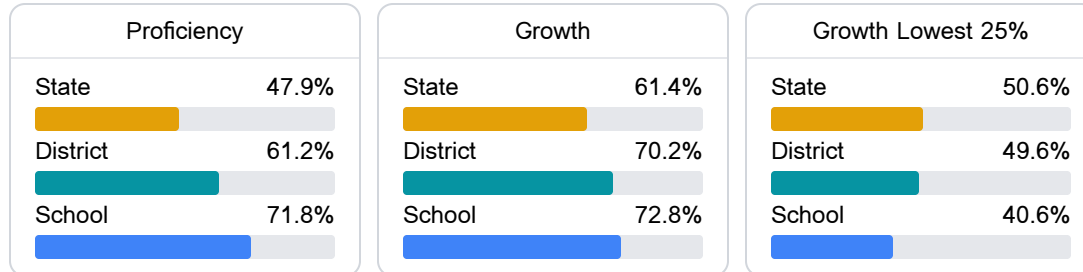 Proficiency
State 47.9%
District 61.2%
School 71.8%
Growth
State 61.4%
District 70.2%
School 72.8%
Growth Lowest 25%
State 50.6%
District 49.6%
School 40.6%